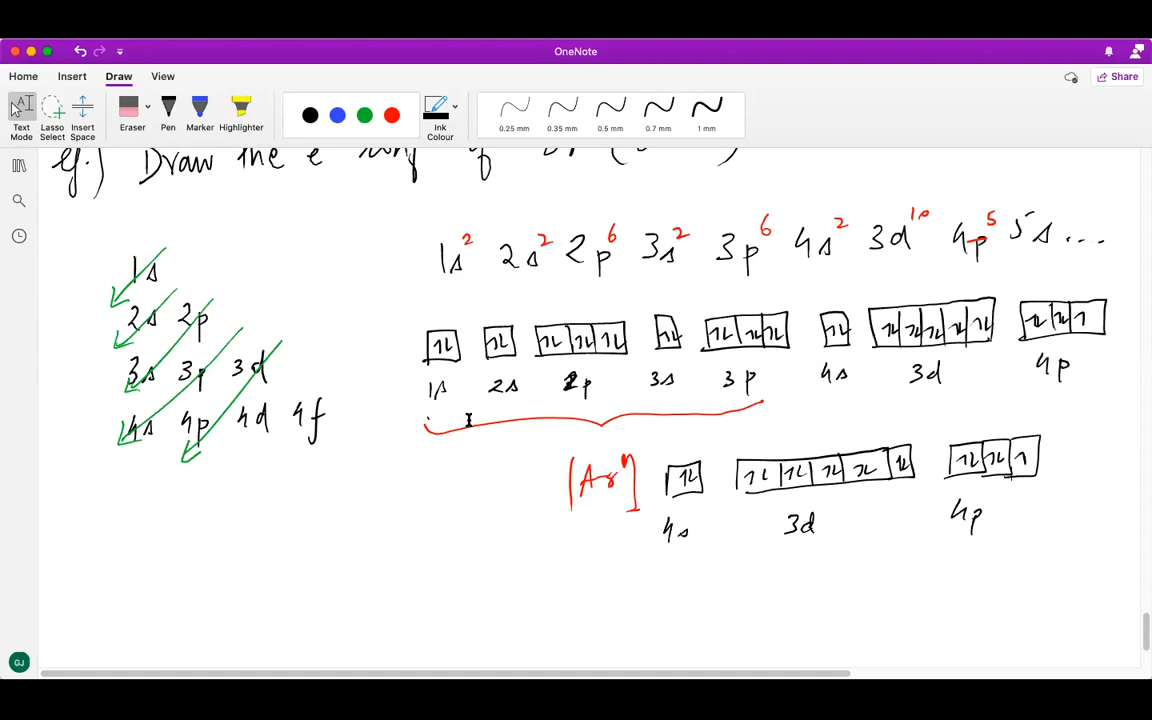 OneNote
Home Insert Draw View
Share
Text Mode
Lasso Select
Insert Space
Eraser
Pen
Marker
Highlighter
Ink Colour
0.25 mm
0.35 mm
0.5 mm
0.7 mm
1 mm
Draw the e of
1s² 2s² 2p⁶ 3s² 3p⁶ 4s² 3d¹⁰ 4p⁵ 5s ...
1s
2s 2p
3s 3p 3d
4s 4p 4d 4f
1s 2s 2p 3s 3p 4s 3d 4p
[Ar]
4s 3d 4p
GJ